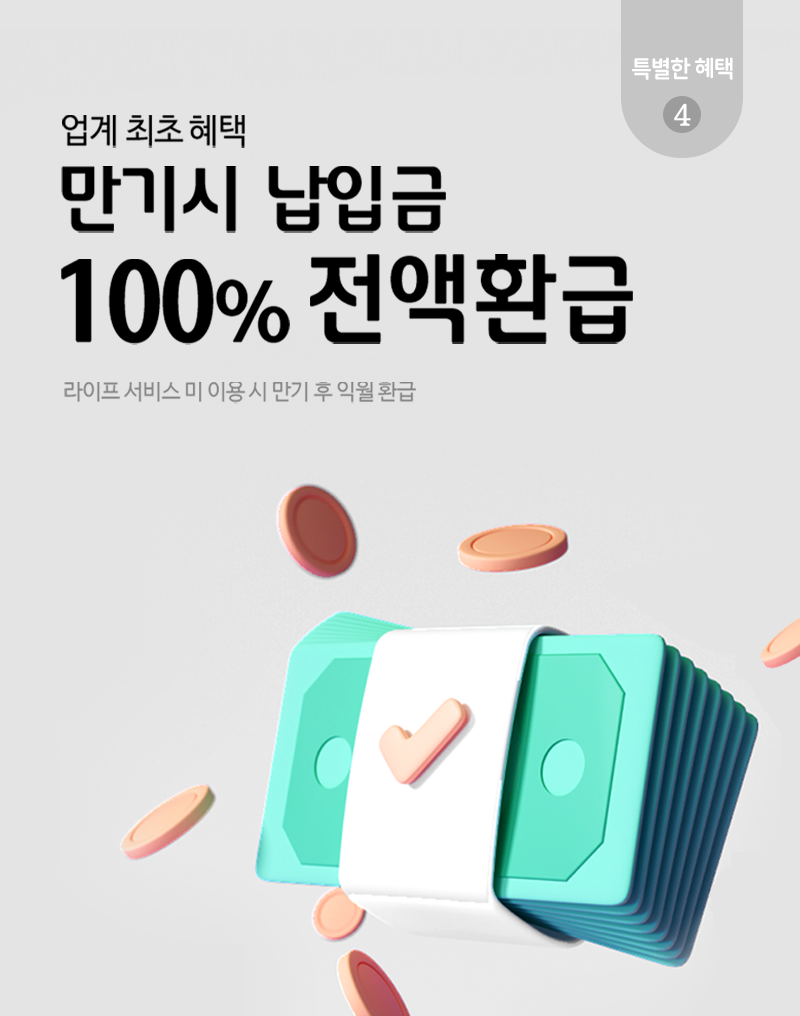 특별한 혜택
4
업계 최초 혜택
만기시 납입금
100% 전액환급
라이프 서비스 미 이용 시 만기 후 익월 환급